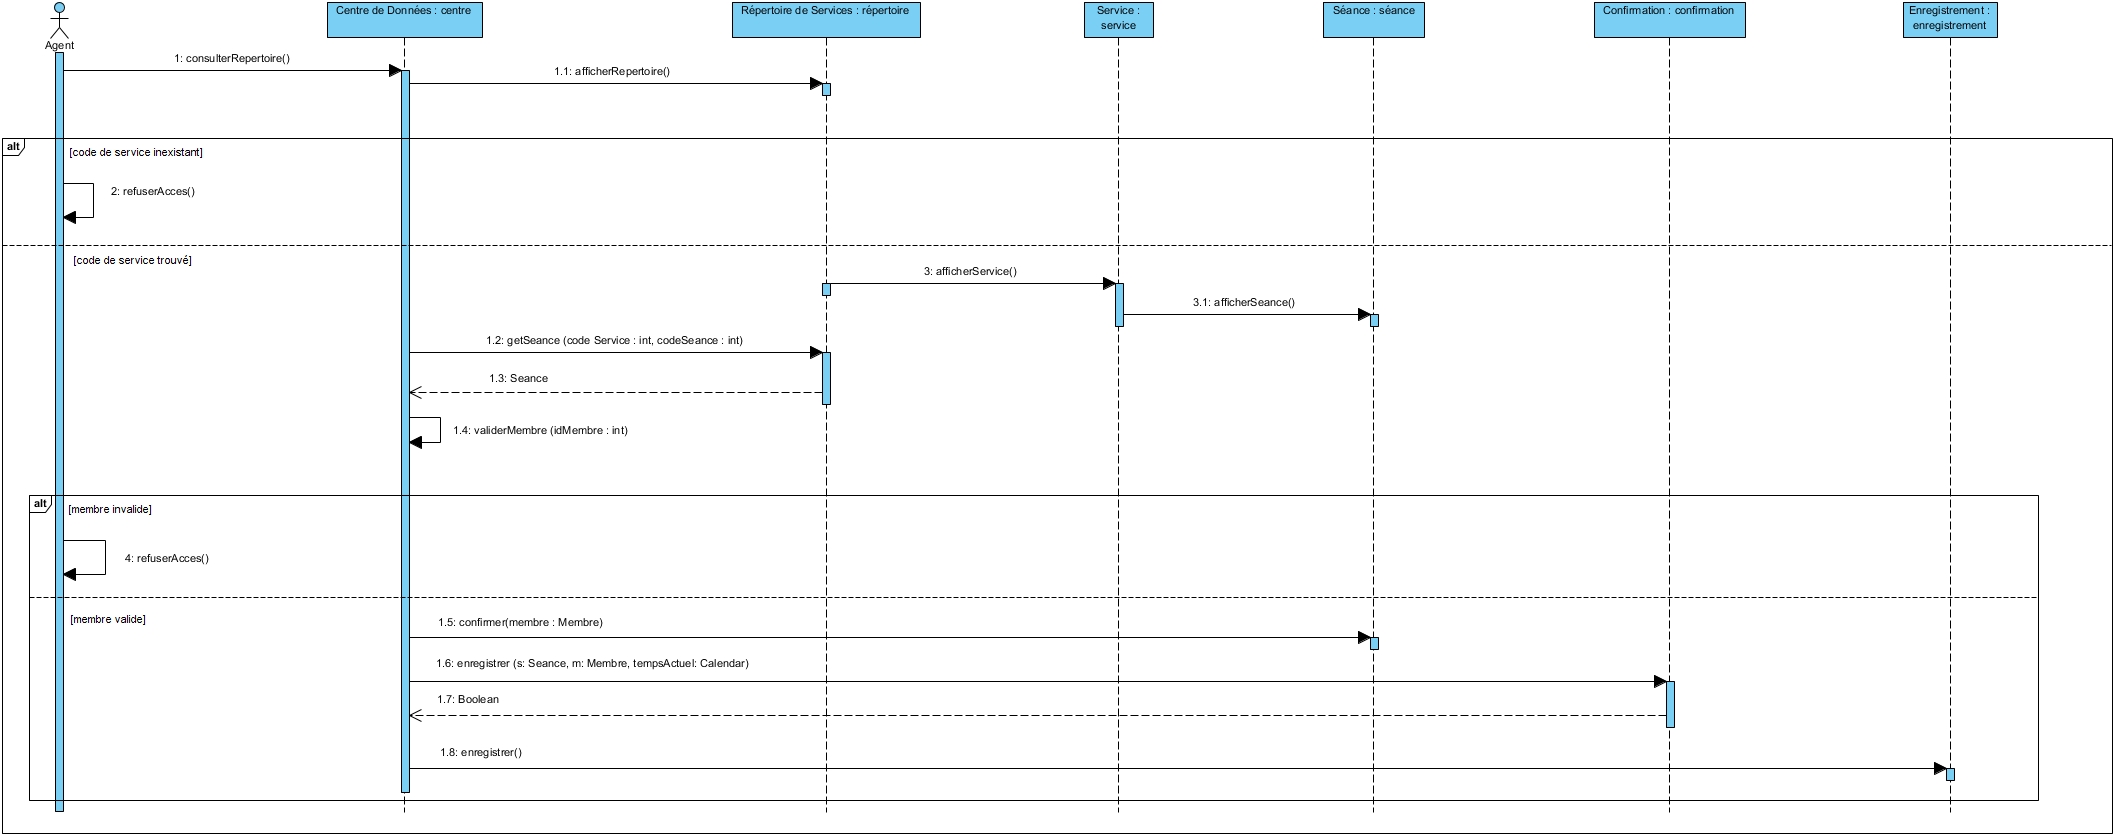 Agent
Centre de Données : centre
Répertoire de Services : répertoire
Service :
service
Séance : séance
Confirmation : confirmation
Enregistrement :
enregistrement
1: consulterRepertoire()
1.1: afficherRepertoire()
alt
[code de service inexistant]
2: refuserAcces()
[code de service trouvé]
3: afficherService()
3.1: afficherSeance()
1.2: getSeance (code Service : int, codeSeance : int)
1.3: Seance
1.4: validerMembre (idMembre : int)
alt
[membre invalide]
4: refuserAcces()
[membre valide]
1.5: confirmer(membre : Membre)
1.6: enregistrer (s: Seance, m: Membre, tempsActuel: Calendar)
1.7: Boolean
1.8: enregistrer()